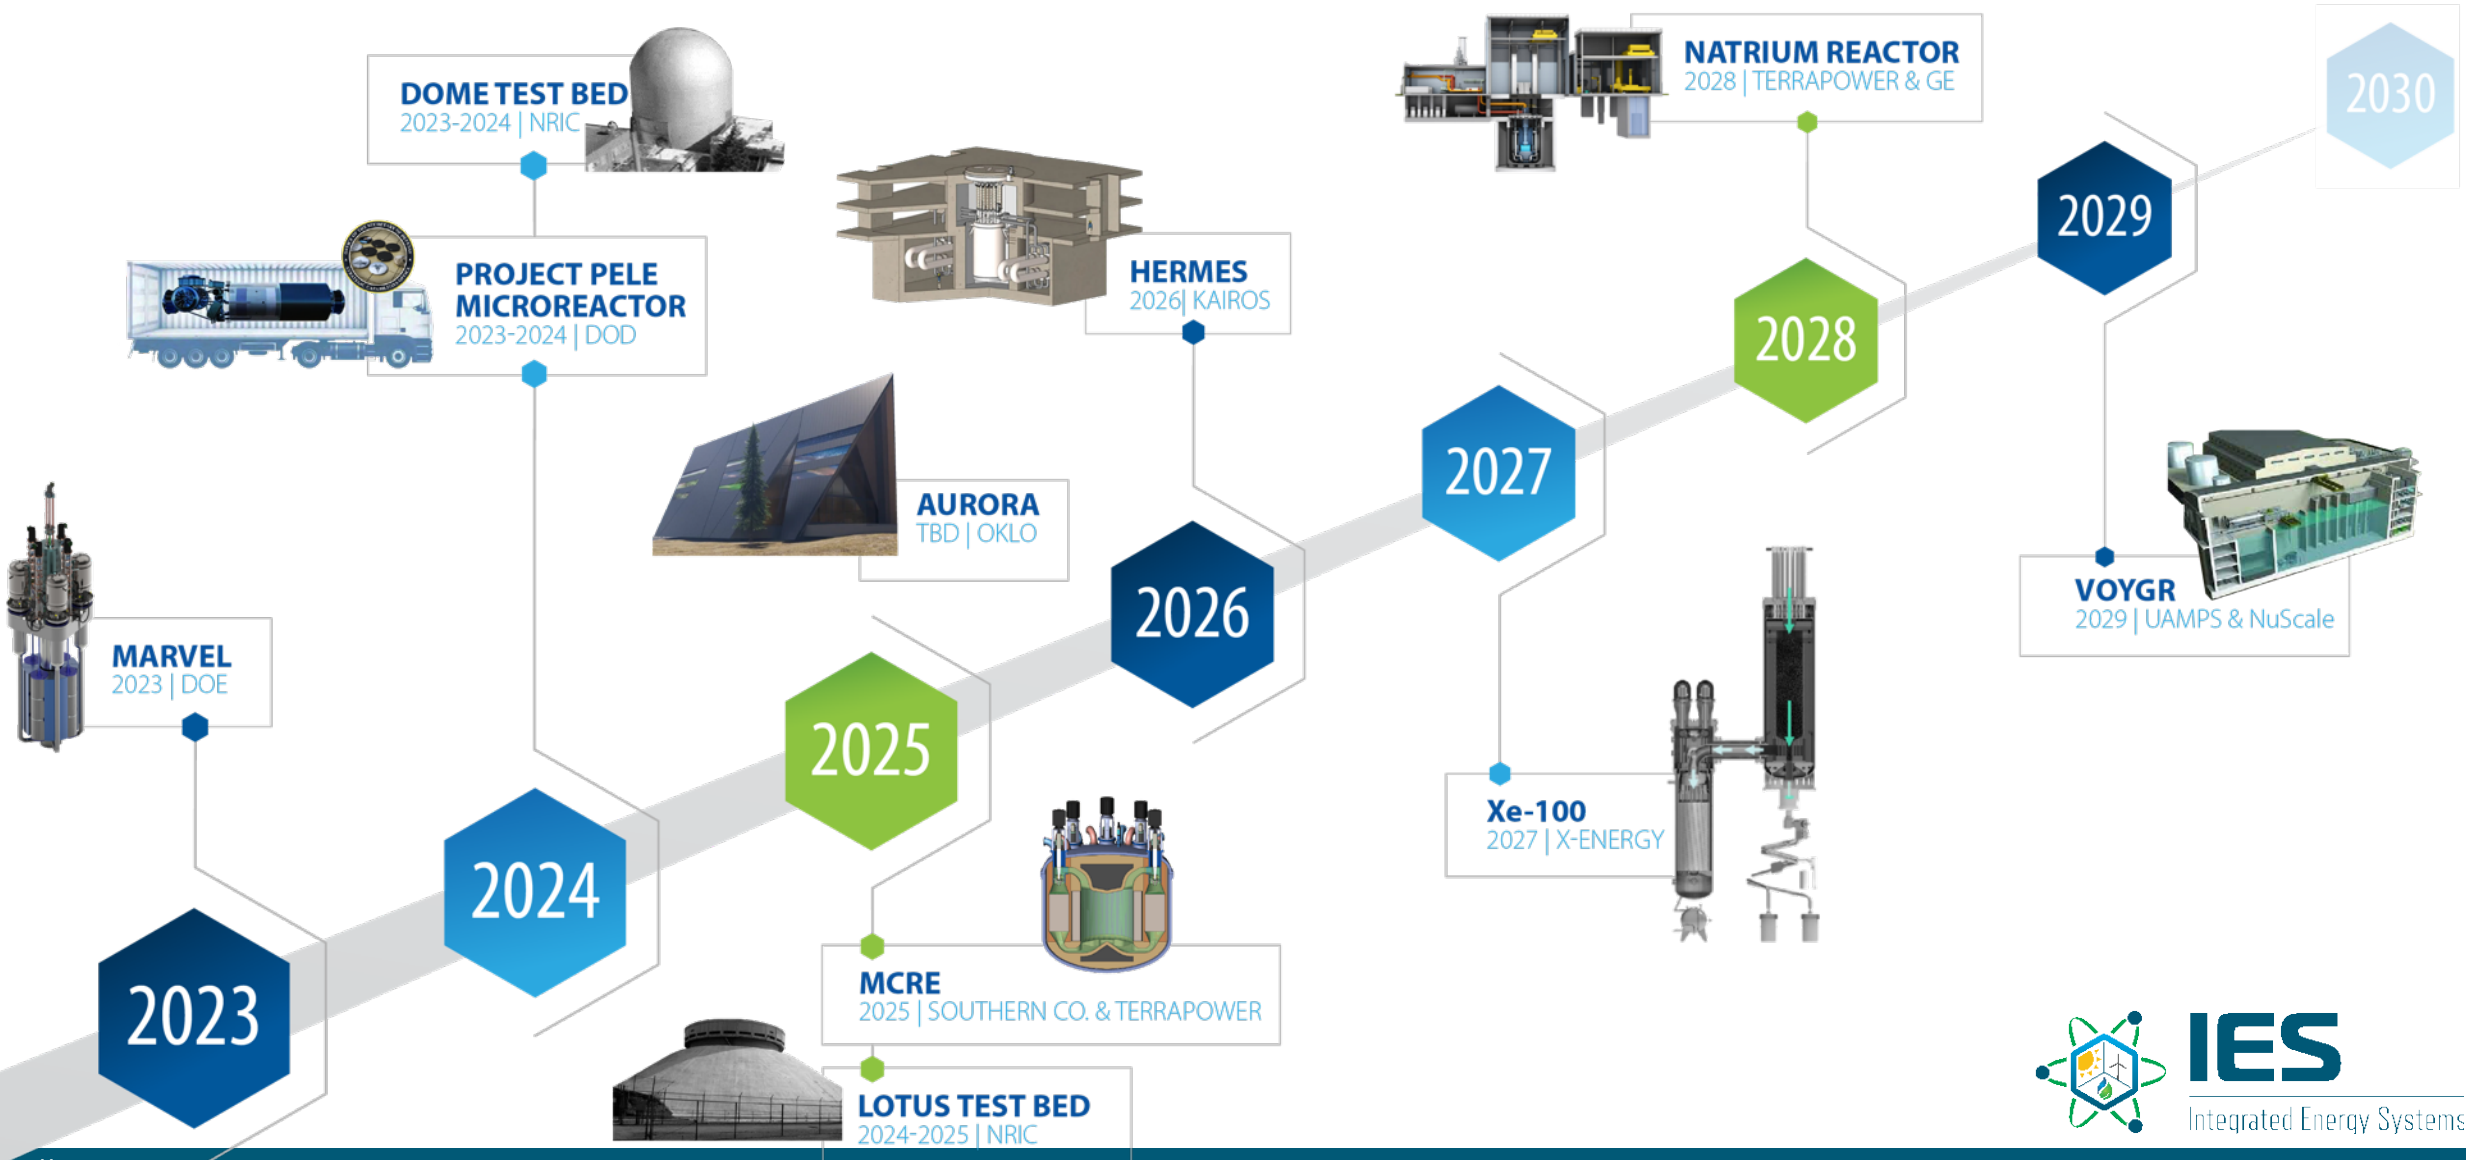 DOME TEST BED
2023-2024 | NRIC
PROJECT PELE
MICROREACTOR
2023-2024 | DOD
MARVEL
2023 | DOE
AURORA
TBD | OKLO
HERMES
2026| KAIROS
NATRIUM REACTOR
2028 | TERRAPOWER & GE
2023
2024
2025
2026
2027
2028
2029
2030
MCRE
2025 | SOUTHERN CO. & TERRAPOWER
LOTUS TEST BED
2024-2025 | NRIC
Xe-100
2027 | X-ENERGY
VOYGR
2029 | UAMPS & NuScale
IES
Integrated Energy Systems